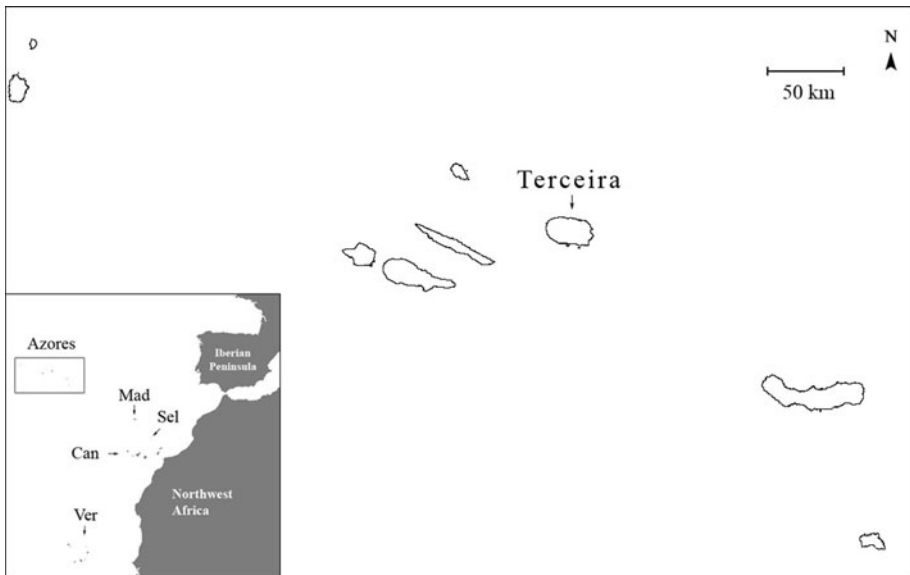 N
50 km
Terceira
Azores
Iberian
Peninsula
Mad
Sel
Can
Northwest
Africa
Ver